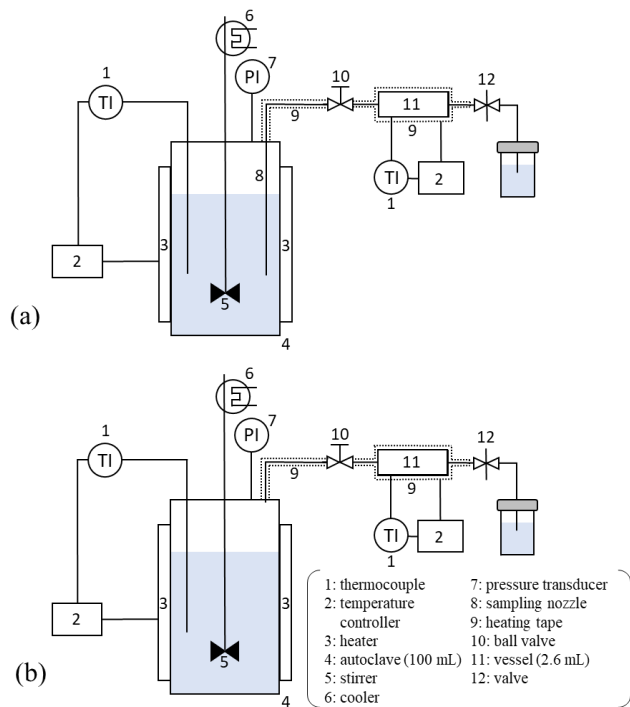 6
7
PI
1
TI
10
12
9
11
9
8
TI
2
1
3
3
2
5
(a)
4
6
7
PI
1
TI
10
12
9
11
9
TI
2
1
3
3
2
5
(b)
4
1: thermocouple
2: temperature
controller
3: heater
4: autoclave (100 mL)
5: stirrer
6: cooler
7: pressure transducer
8: sampling nozzle
9: heating tape
10: ball valve
11: vessel (2.6 mL)
12: valve